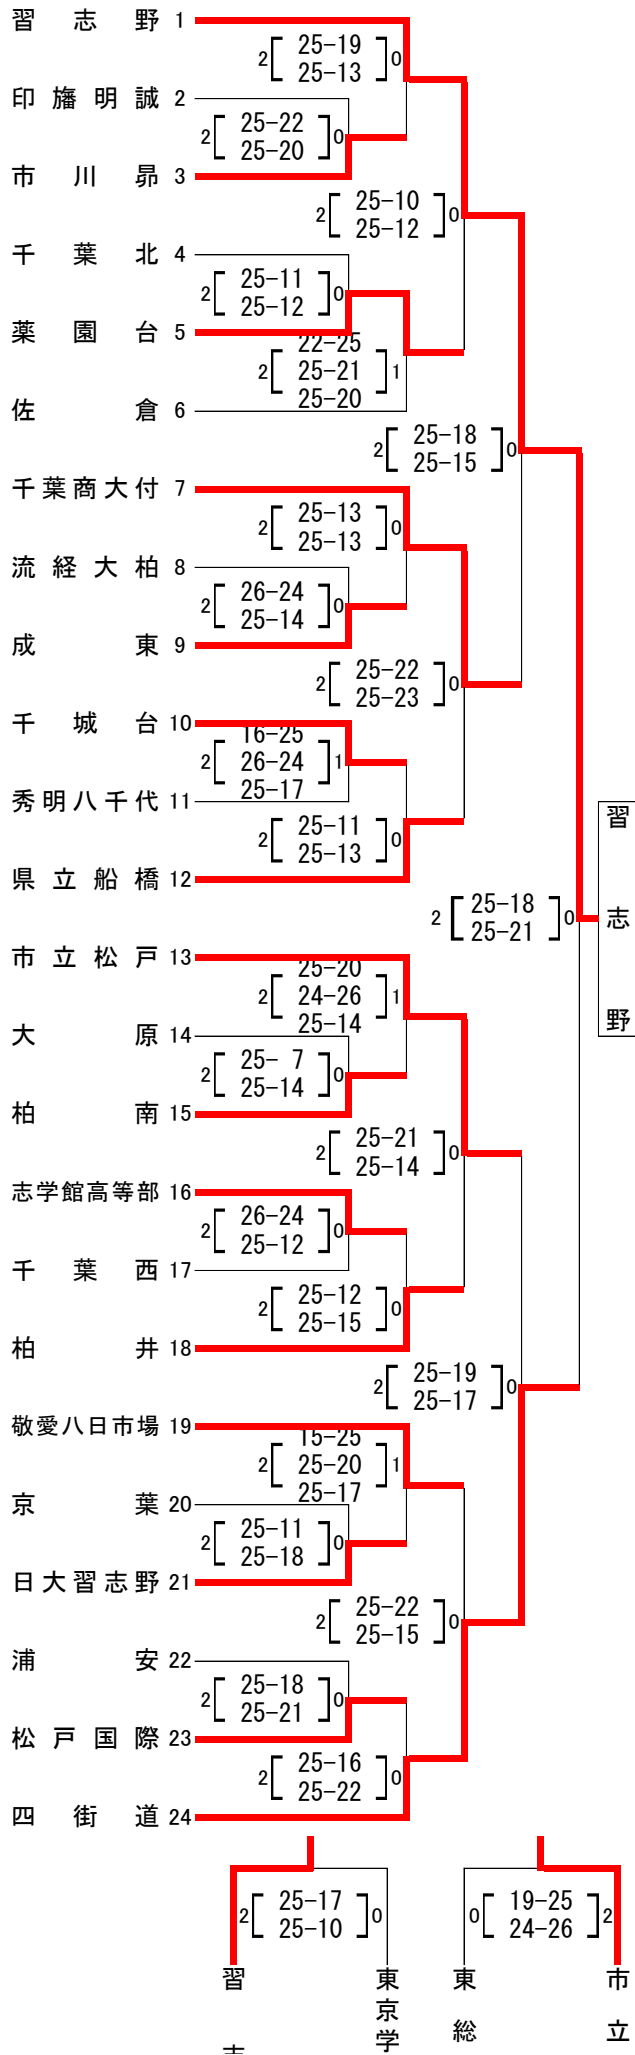 習志野 1
2 [ 25-19 ] 0
25-13
印旛明誠 2
2 [ 25-22 ] 0
25-20
市川昴 3
2 [ 25-10 ] 0
25-12
千葉北 4
2 [ 25-11 ] 0
25-12
薬園台 5
22-25
2 [ 25-21 ] 1
25-20
佐倉 6
2 [ 25-18 ] 0
25-15
千葉商大付 7
2 [ 25-13 ] 0
25-13
流経大柏 8
2 [ 26-24 ] 0
25-14
成東 9
2 [ 25-22 ] 0
25-23
千城台 10
16-25
2 [ 26-24 ] 1
25-17
秀明八千代 11
2 [ 25-11 ] 0
25-13
県立船橋 12
習志野
2 [ 25-18 ] 0
25-21
市立松戸 13
25-20
2 [ 24-26 ] 1
25-14
大原 14
2 [ 25- 7 ] 0
25-14
柏南 15
2 [ 25-21 ] 0
25-14
志学館高等部 16
2 [ 26-24 ] 0
25-12
千葉西 17
2 [ 25-12 ] 0
25-15
柏井 18
2 [ 25-19 ] 0
25-17
敬愛八日市場 19
15-25
2 [ 25-20 ] 1
25-17
京葉 20
2 [ 25-11 ] 0
25-18
日大習志野 21
2 [ 25-22 ] 0
25-15
浦安 22
2 [ 25-18 ] 0
25-21
松戸国際 23
2 [ 25-16 ] 0
25-22
四街道 24
2 [ 25-17 ] 0
25-10
0 [ 19-25 ] 2
24-26
習
東京学
東総
市立